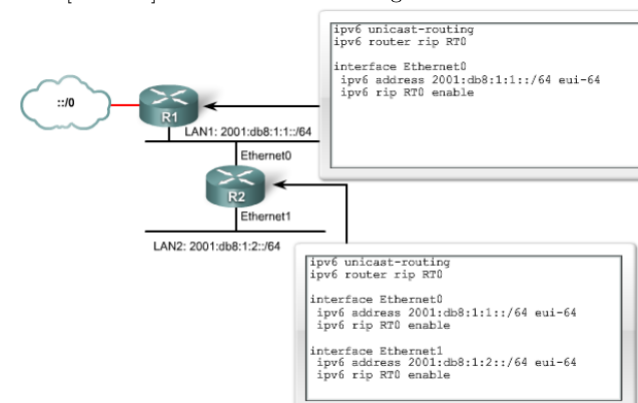 ipv6 unicast-routing
ipv6 router rip RT0
interface Ethernet0
ipv6 address 2001:db8:1:1::/64 eui-64
ipv6 rip RT0 enable
::/0
R1
LAN1: 2001:db8:1:1::/64
Ethernet0
R2
Ethernet1
LAN2: 2001:db8:1:2::/64
ipv6 unicast-routing
ipv6 router rip RT0
interface Ethernet0
ipv6 address 2001:db8:1:1::/64 eui-64
ipv6 rip RT0 enable
interface Ethernet1
ipv6 address 2001:db8:1:2::/64 eui-64
ipv6 rip RT0 enable